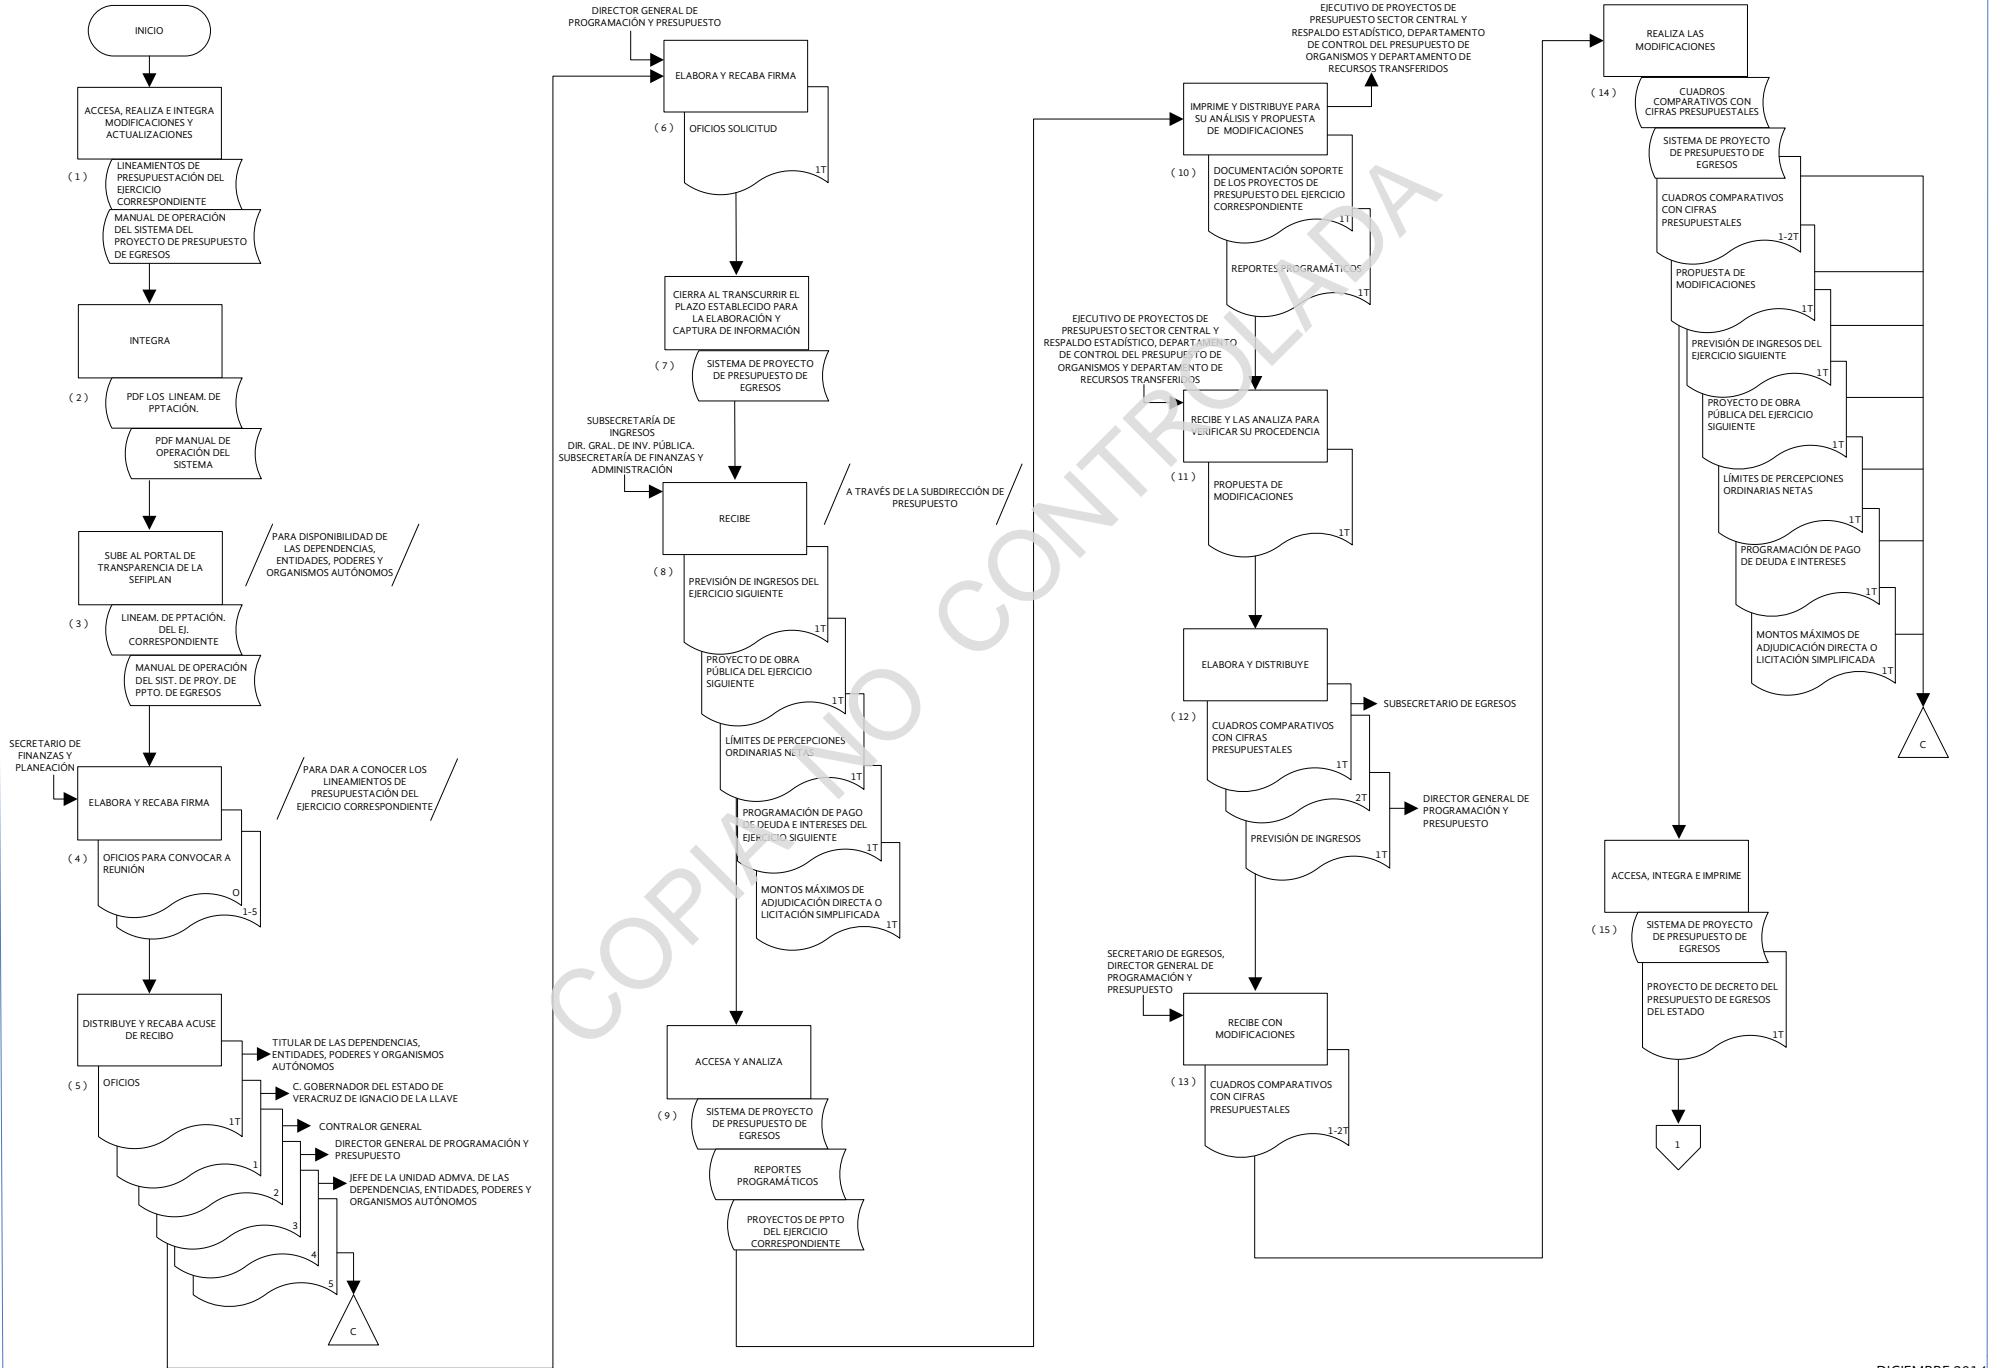 INICIO
ACCESA, REALIZA E INTEGRA
MODIFICACIONES Y
ACTUALIZACIONES
( 1 )
LINEAMIENTOS DE
PRESUPUESTACIÓN DEL
EJERCICIO
CORRESPONDIENTE
MANUAL DE OPERACIÓN
DEL SISTEMA DEL
PROYECTO DE PRESUPUESTO
DE EGRESOS
INTEGRA
( 2 )
PDF LOS LINEAM. DE
PPTACIÓN.
PDF MANUAL DE
OPERACIÓN DEL
SISTEMA
SUBE AL PORTAL DE
TRANSPARENCIA DE LA
SEFIPLAN
PARA DISPONIBILIDAD DE
LAS DEPENDENCIAS,
ENTIDADES, PODERES Y
ORGANISMOS AUTÓNOMOS
( 3 )
LINEAM. DE PPTACIÓN.
DEL EJ.
CORRESPONDIENTE
MANUAL DE OPERACIÓN
DEL SIST. DE PROY. DE
PPTO. DE EGRESOS
SECRETARIO DE
FINANZAS Y
PLANEACIÓN
ELABORA Y RECABA FIRMA
PARA DAR A CONOCER LOS
LINEAMIENTOS DE
PRESUPUESTACIÓN DEL
EJERCICIO CORRESPONDIENTE
( 4 )
OFICIOS PARA CONVOCAR A
REUNIÓN
O
1-5
DISTRIBUYE Y RECABA ACUSE
DE RECIBO
TITULAR DE LAS DEPENDENCIAS,
ENTIDADES, PODERES Y ORGANISMOS
AUTÓNOMOS
( 5 )
OFICIOS
C. GOBERNADOR DEL ESTADO DE
VERACRUZ DE IGNACIO DE LA LLAVE
CONTRALOR GENERAL
DIRECTOR GENERAL DE PROGRAMACIÓN Y
PRESUPUESTO
JEFE DE LA UNIDAD ADMVA. DE LAS
DEPENDENCIAS, ENTIDADES, PODERES Y
ORGANISMOS AUTÓNOMOS
1T
1
2
3
4
5
C
DIRECTOR GENERAL DE
PROGRAMACIÓN Y PRESUPUESTO
ELABORA Y RECABA FIRMA
( 6 )
OFICIOS SOLICITUD
1T
CIERRA AL TRANSCURRIR EL
PLAZO ESTABLECIDO PARA
LA ELABORACIÓN Y
CAPTURA DE INFORMACIÓN
( 7 )
SISTEMA DE PROYECTO
DE PRESUPUESTO DE
EGRESOS
SUBSECRETARÍA DE
INGRESOS
DIR. GRAL. DE INV. PÚBLICA.
SUBSECRETARÍA DE FINANZAS Y
ADMINISTRACIÓN
RECIBE
A TRAVÉS DE LA SUBDIRECCIÓN DE
PRESUPUESTO
( 8 )
PREVISIÓN DE INGRESOS DEL
EJERCICIO SIGUIENTE
1T
PROYECTO DE OBRA
PÚBLICA DEL EJERCICIO
SIGUIENTE
1T
LÍMITES DE PERCEPCIONES
ORDINARIAS NETAS
1T
PROGRAMACIÓN DE PAGO
DE DEUDA E INTERESES DEL
EJERCICIO SIGUIENTE
1T
MONTOS MÁXIMOS DE
ADJUDICACIÓN DIRECTA O
LICITACIÓN SIMPLIFICADA
1T
ACCESA Y ANALIZA
( 9 )
SISTEMA DE PROYECTO
DE PRESUPUESTO DE
EGRESOS
REPORTES
PROGRAMÁTICOS
PROYECTOS DE PPTO
DEL EJERCICIO
CORRESPONDIENTE
EJECUTIVO DE PROYECTOS DE
PRESUPUESTO SECTOR CENTRAL Y
RESPALDO ESTADÍSTICO, DEPARTAMENTO
DE CONTROL DEL PRESUPUESTO DE
ORGANISMOS Y DEPARTAMENTO DE
RECURSOS TRANSFERIDOS
IMPRIME Y DISTRIBUYE PARA
SU ANÁLISIS Y PROPUESTA
DE MODIFICACIONES
( 10 )
DOCUMENTACIÓN SOPORTE
DE LOS PROYECTOS DE
PRESUPUESTO DEL EJERCICIO
CORRESPONDIENTE
1T
REPORTES PROGRAMÁTICOS
1T
EJECUTIVO DE PROYECTOS DE
PRESUPUESTO SECTOR CENTRAL Y
RESPALDO ESTADÍSTICO, DEPARTAMENTO
DE CONTROL DEL PRESUPUESTO DE
ORGANISMOS Y DEPARTAMENTO DE
RECURSOS TRANSFERIDOS
RECIBE Y LAS ANALIZA PARA
VERIFICAR SU PROCEDENCIA
( 11 )
PROPUESTA DE
MODIFICACIONES
1T
ELABORA Y DISTRIBUYE
SUBSECRETARIO DE EGRESOS
( 12 )
CUADROS COMPARATIVOS
CON CIFRAS
PRESUPUESTALES
1T
2T
DIRECTOR GENERAL DE
PROGRAMACIÓN Y
PRESUPUESTO
PREVISIÓN DE INGRESOS
1T
SECRETARIO DE EGRESOS,
DIRECTOR GENERAL DE
PROGRAMACIÓN Y
PRESUPUESTO
RECIBE CON
MODIFICACIONES
( 13 )
CUADROS COMPARATIVOS
CON CIFRAS
PRESUPUESTALES
1-2T
REALIZA LAS
MODIFICACIONES
( 14 )
CUADROS
COMPARATIVOS CON
CIFRAS PRESUPUESTALES
SISTEMA DE PROYECTO
DE PRESUPUESTO DE
EGRESOS
CUADROS COMPARATIVOS
CON CIFRAS
PRESUPUESTALES
1-2T
PROPUESTA DE
MODIFICACIONES
1T
PREVISIÓN DE INGRESOS DEL
EJERCICIO SIGUIENTE
1T
PROYECTO DE OBRA
PÚBLICA DEL EJERCICIO
SIGUIENTE
1T
LÍMITES DE PERCEPCIONES
ORDINARIAS NETAS
1T
PROGRAMACIÓN DE PAGO
DE DEUDA E INTERESES
1T
MONTOS MÁXIMOS DE
ADJUDICACIÓN DIRECTA O
LICITACIÓN SIMPLIFICADA
1T
C
ACCESA, INTEGRA E IMPRIME
( 15 )
SISTEMA DE PROYECTO
DE PRESUPUESTO DE
EGRESOS
PROYECTO DE DECRETO DEL
PRESUPUESTO DE EGRESOS
DEL ESTADO
1T
1
COPIA NO CONTROLADA
DICIEMBRE 2014